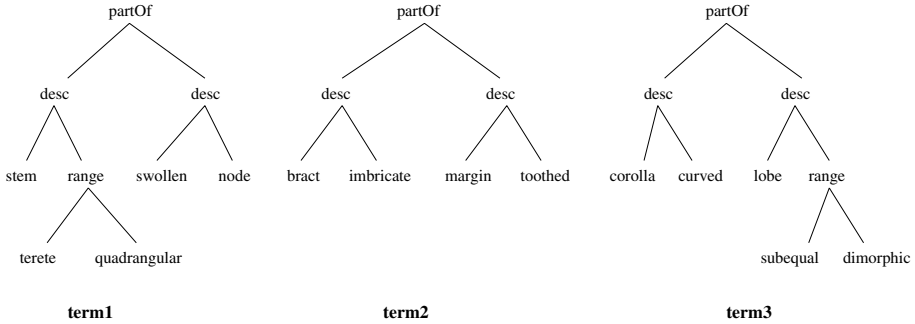 partOf partOf partOf
desc desc desc desc desc desc
stem range swollen node bract imbricate margin toothed corolla curved lobe range
terete quadrangular subequal dimorphic
term1 term2 term3